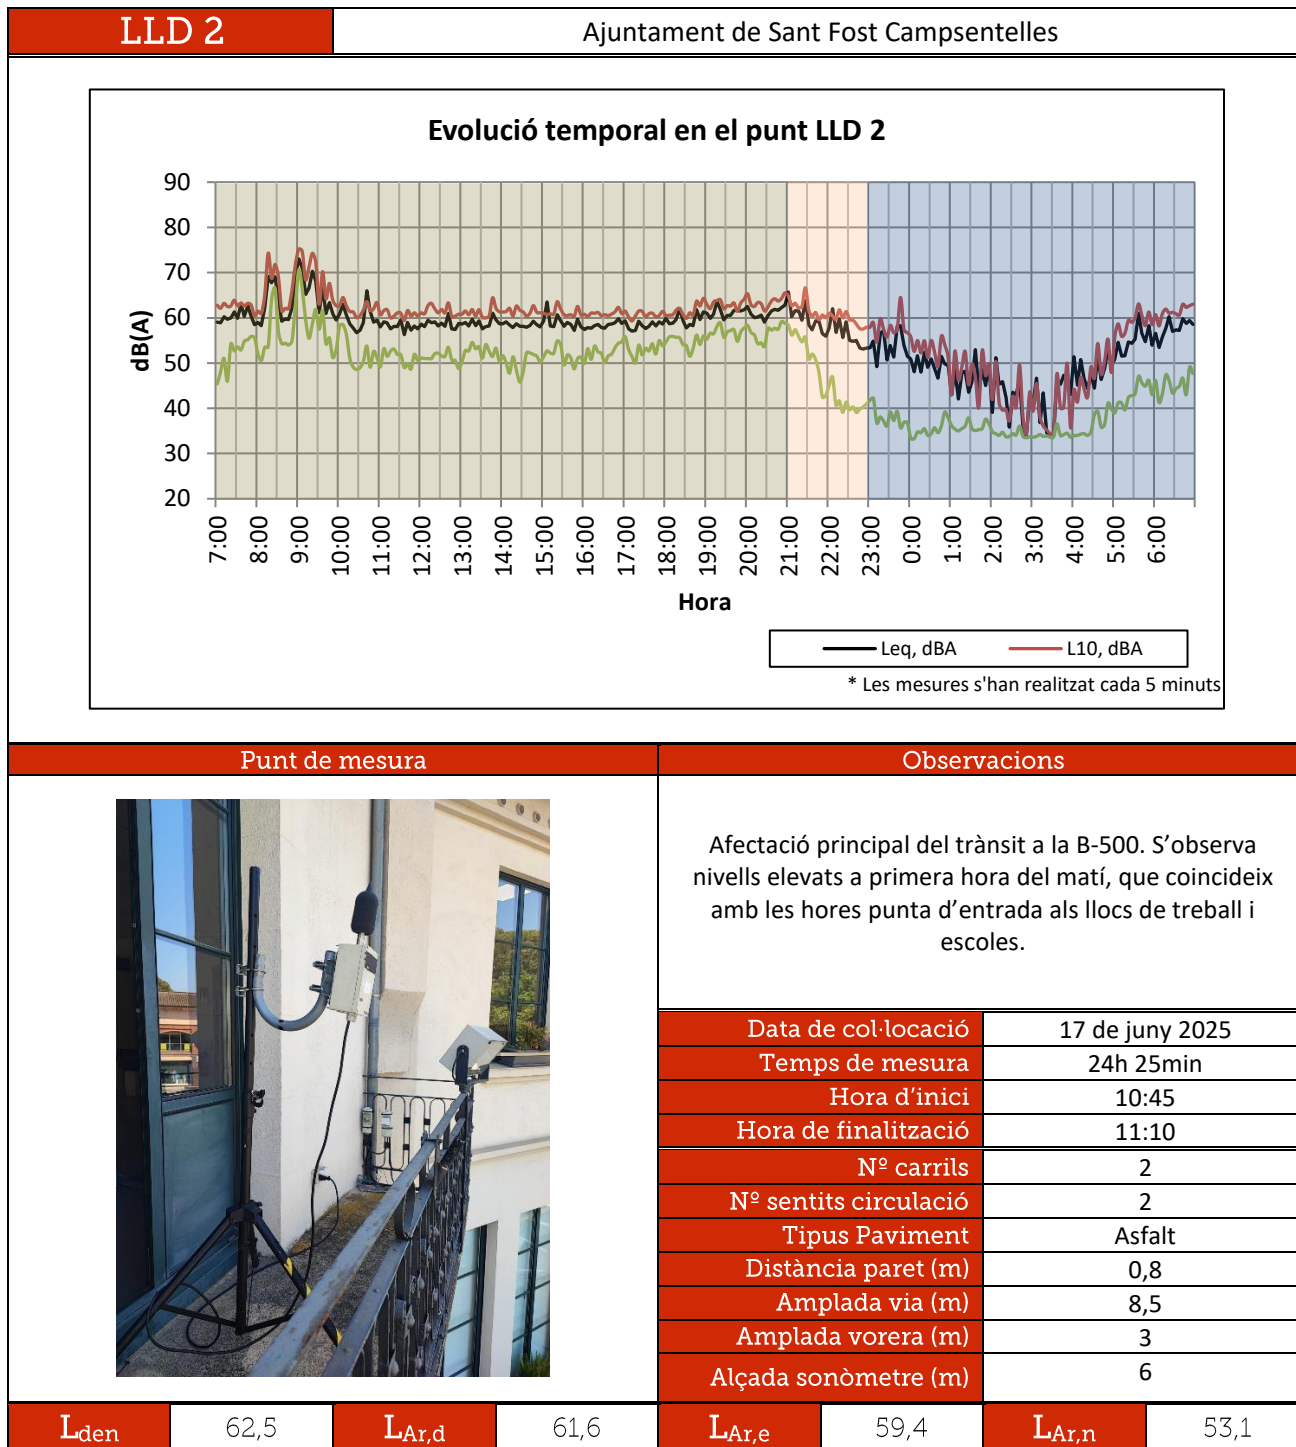 LLD 2
Ajuntament de Sant Fost Campsentelles
Evolució temporal en el punt LLD 2
dB(A)
90
80
70
60
50
40
30
20
7:00
8:00
9:00
10:00
11:00
12:00
13:00
14:00
15:00
16:00
17:00
18:00
19:00
20:00
21:00
22:00
23:00
0:00
1:00
2:00
3:00
4:00
5:00
6:00
Hora
Leq, dBA
L10, dBA
* Les mesures s'han realitzat cada 5 minuts
Punt de mesura
Observacions
Afectació principal del trànsit a la B-500. S’observa
nivells elevats a primera hora del matí, que coincideix
amb les hores punta d’entrada als llocs de treball i
escoles.
Data de col·locació 17 de juny 2025
Temps de mesura 24h 25min
Hora d’inici 10:45
Hora de finalització 11:10
Nº carrils 2
Nº sentits circulació 2
Tipus Paviment Asfalt
Distància paret (m) 0,8
Amplada via (m) 8,5
Amplada vorera (m) 3
Alçada sonòmetre (m) 6
Lden 62,5 LAr,d 61,6 LAr,e 59,4 LAr,n 53,1